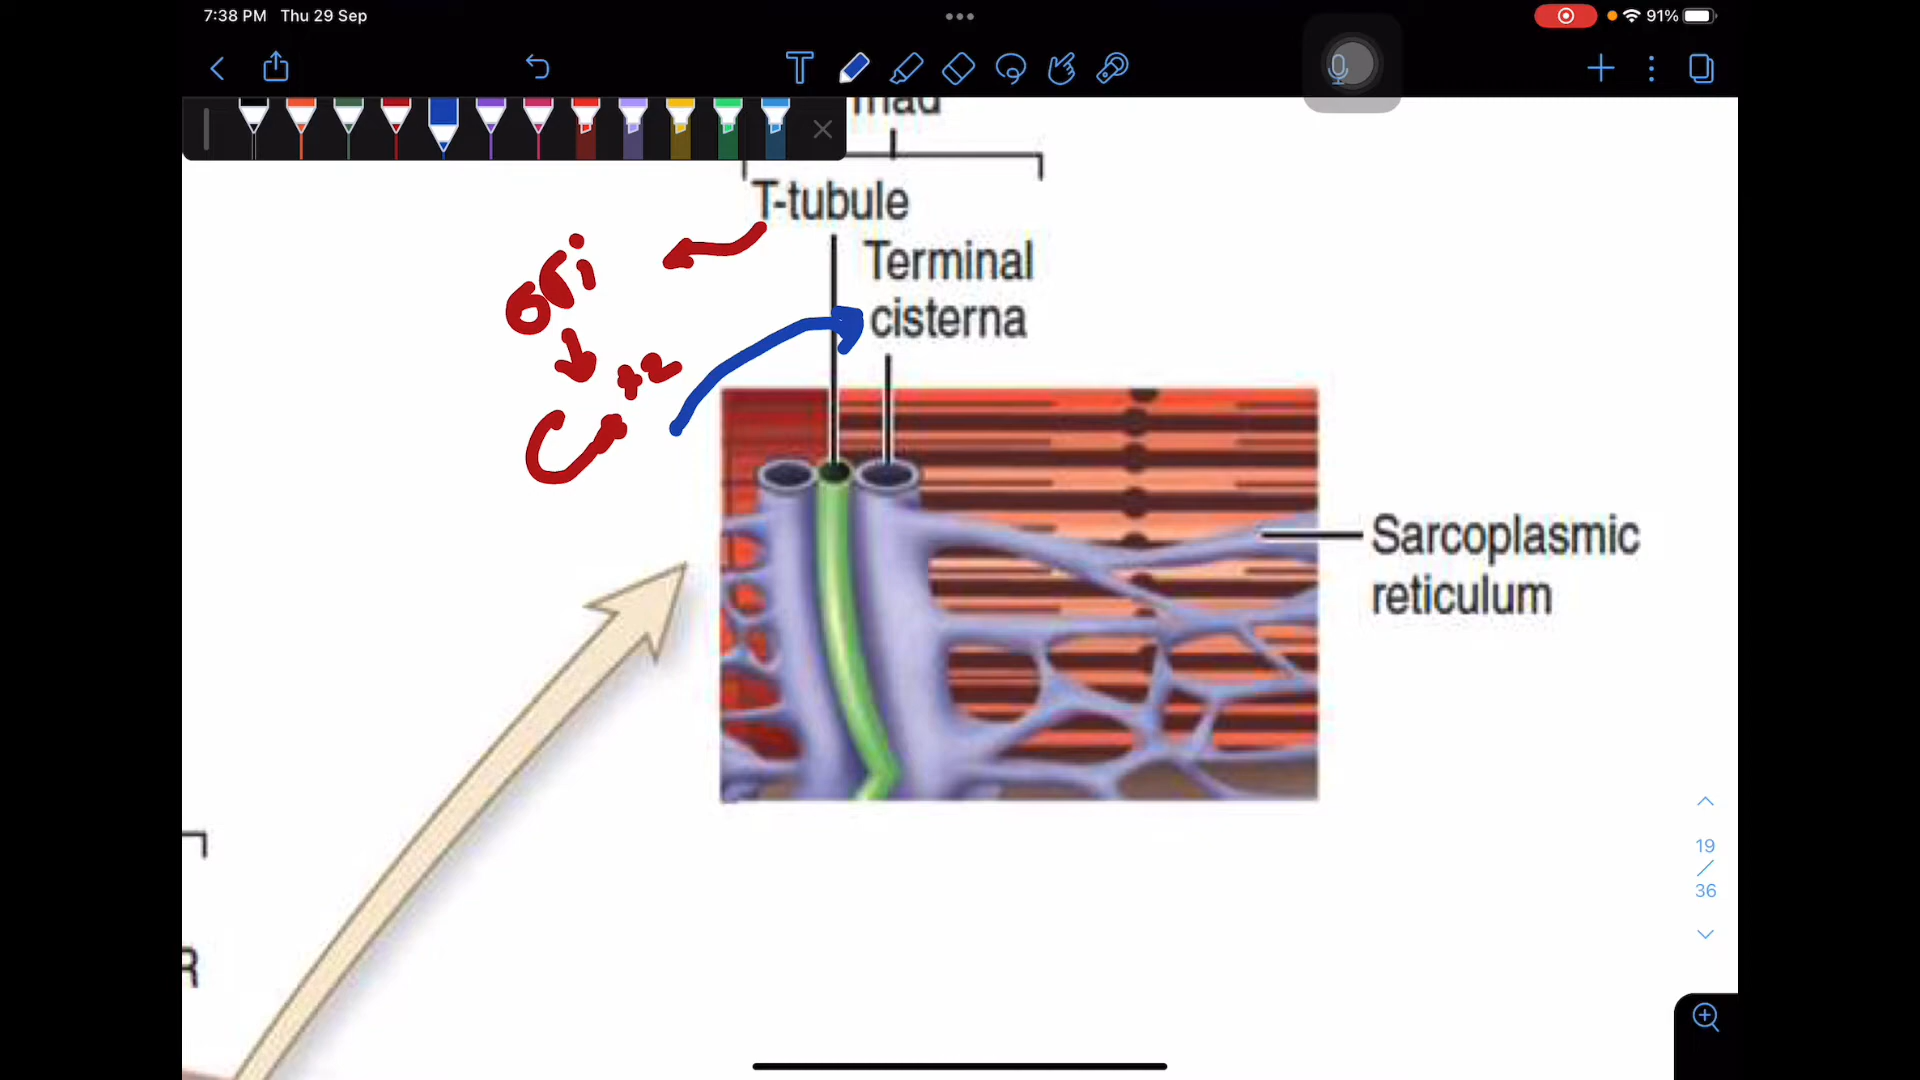 7:38 PM Thu 29 Sep
91%
T-tubule
Terminal
cisterna
Sarcoplasmic
reticulum
19
/
36
R